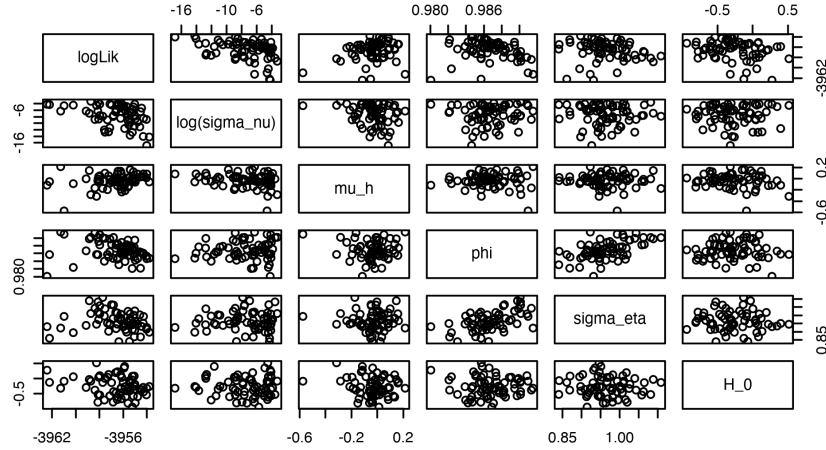 -16 -10 -6
0.980 0.986
-0.5 0.5
logLik
-3962
-16 -6
log(sigma_nu)
mu_h
-0.6 0.2
0.980
phi
sigma_eta
0.85
-0.5
H_0
-3962 -3956
-0.6 -0.2 0.2
0.85 1.00